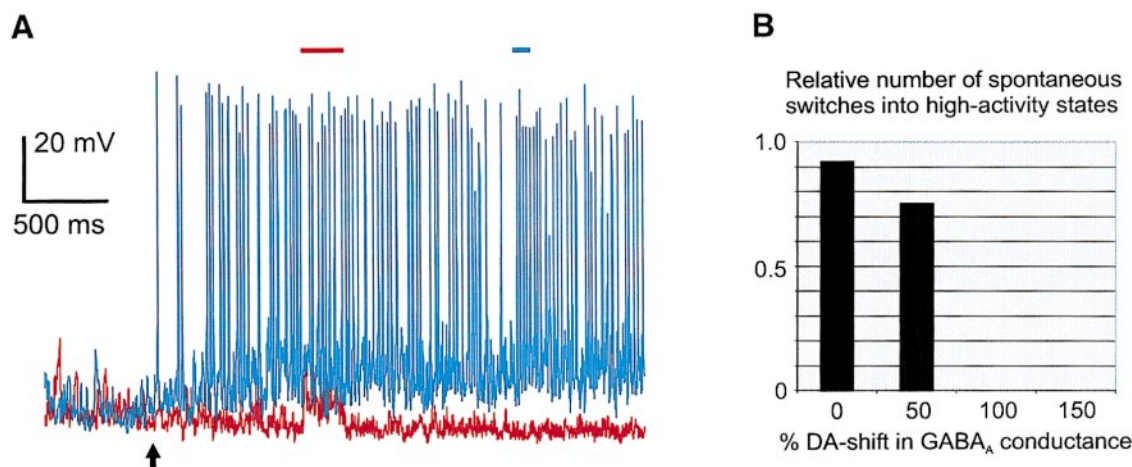 A
20 mV
500 ms
B
Relative number of spontaneous
switches into high-activity states
1.0
0.5
0
0 50 100 150
% DA-shift in GABAA conductance